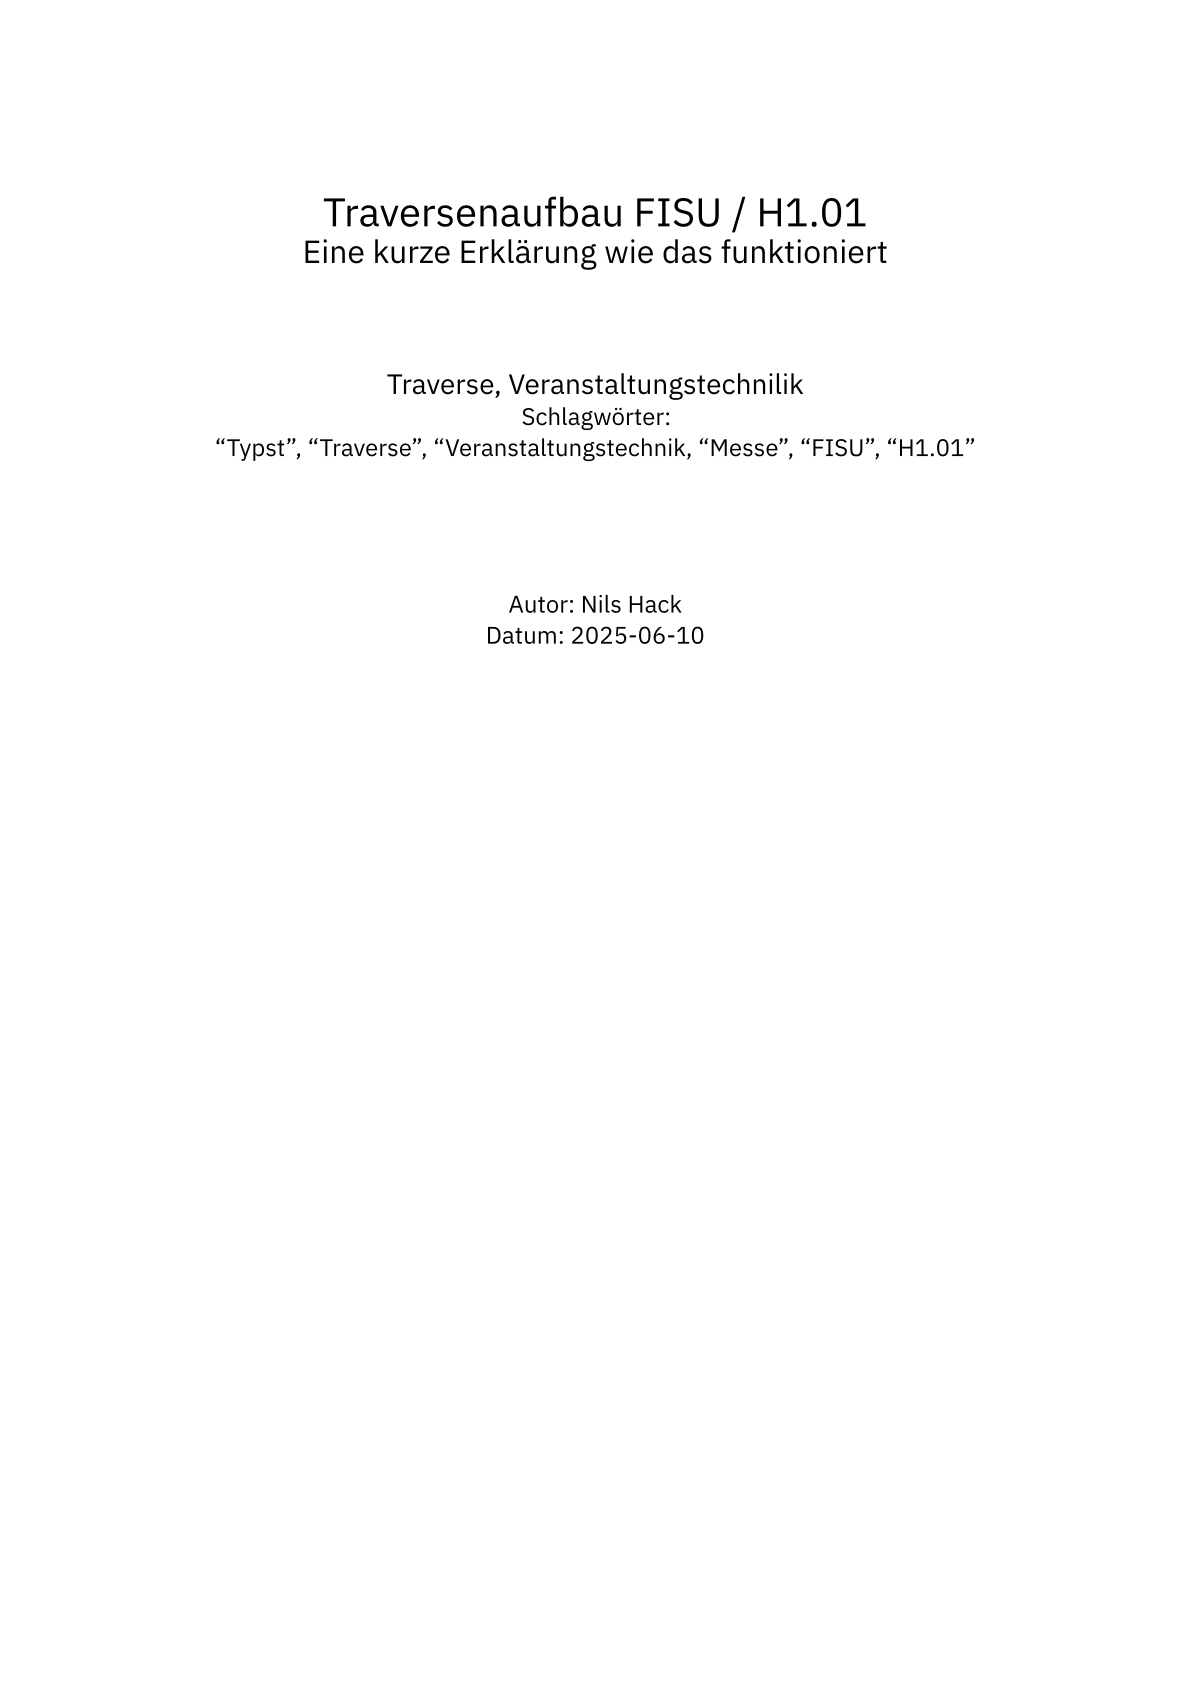 Traversenaufbau FISU / H1.01
Eine kurze Erklärung wie das funktioniert
Traverse, Veranstaltungstechnilik
Schlagwörter:
“Typst”, “Traverse”, “Veranstaltungstechnik, “Messe”, “FISU”, “H1.01”
Autor: Nils Hack
Datum: 2025-06-10